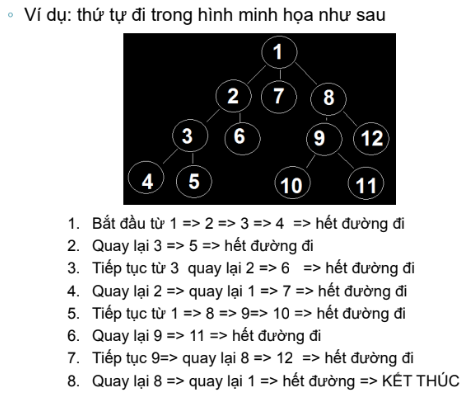 Ví dụ: thứ tự đi trong hình minh họa như sau
1
2 7 8
3 6 9 12
4 5 10 11
1. Bắt đầu từ 1 => 2 => 3 => 4 => hết đường đi
2. Quay lại 3 => 5 => hết đường đi
3. Tiếp tục từ 3 quay lại 2 => 6 => hết đường đi
4. Quay lại 2 => quay lại 1 => 7 => hết đường đi
5. Tiếp tục từ 1 => 8 => 9=> 10 => hết đường đi
6. Quay lại 9 => 11 => hết đường đi
7. Tiếp tục 9=> quay lại 8 => 12 => hết đường đi
8. Quay lại 8 => quay lại 1 => hết đường => KẾT THÚC